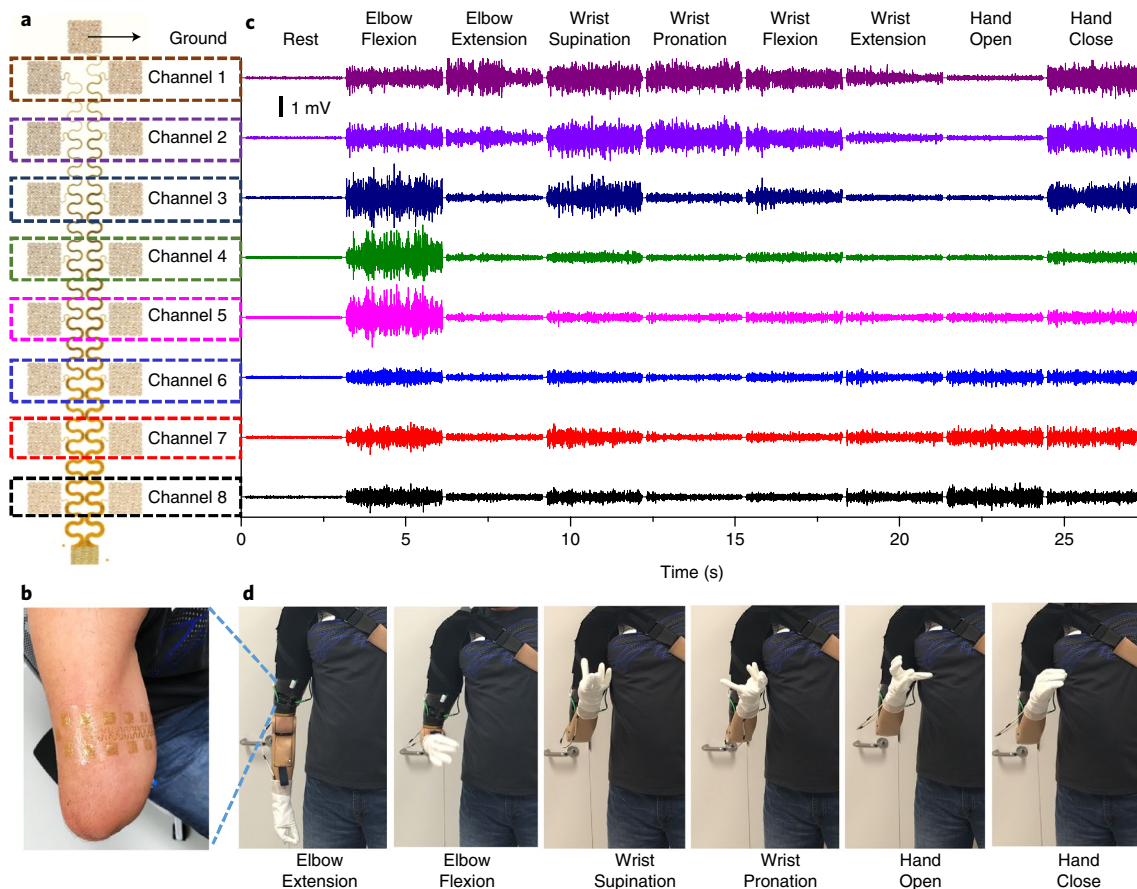 a
Ground
Channel 1
Channel 2
Channel 3
Channel 4
Channel 5
Channel 6
Channel 7
Channel 8
c
Rest
Elbow
Flexion
Elbow
Extension
Wrist
Supination
Wrist
Pronation
Wrist
Flexion
Wrist
Extension
Hand
Open
Hand
Close
1 mV
0
5
10
15
20
25
Time (s)
b
d
Elbow
Extension
Elbow
Flexion
Wrist
Supination
Wrist
Pronation
Hand
Open
Hand
Close